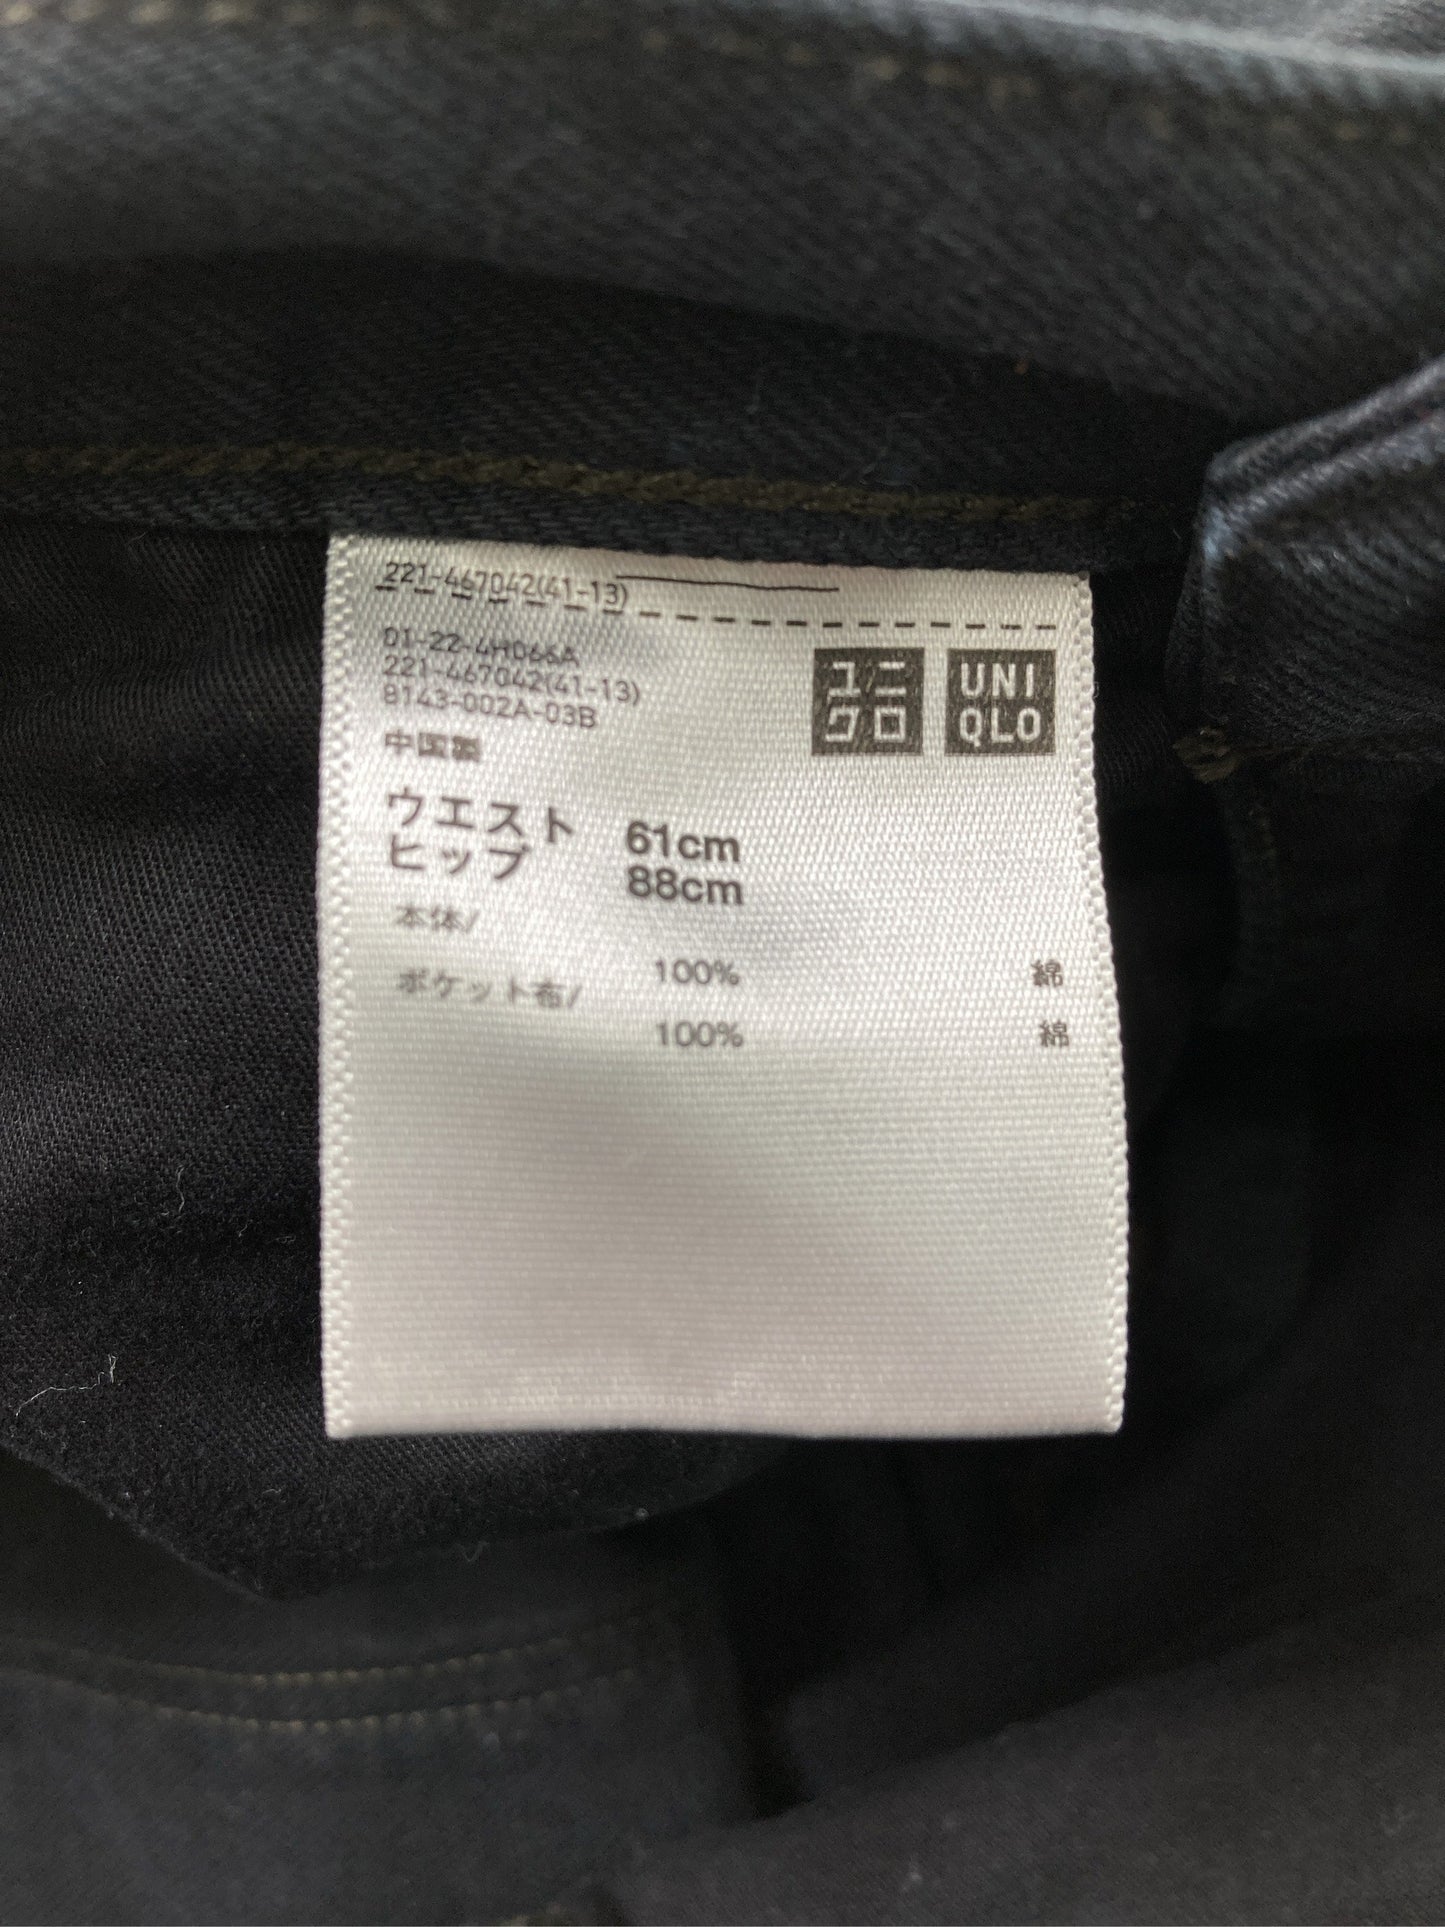 221-467042(41-13)
01-22-4H066A
221-467042(41-13)
8143-002A-03B
中国製
ユニ
クロ
UNI
QLO
ウエスト 61cm
ヒップ 88cm
本体/
100% 綿
ポケット布/
100% 綿